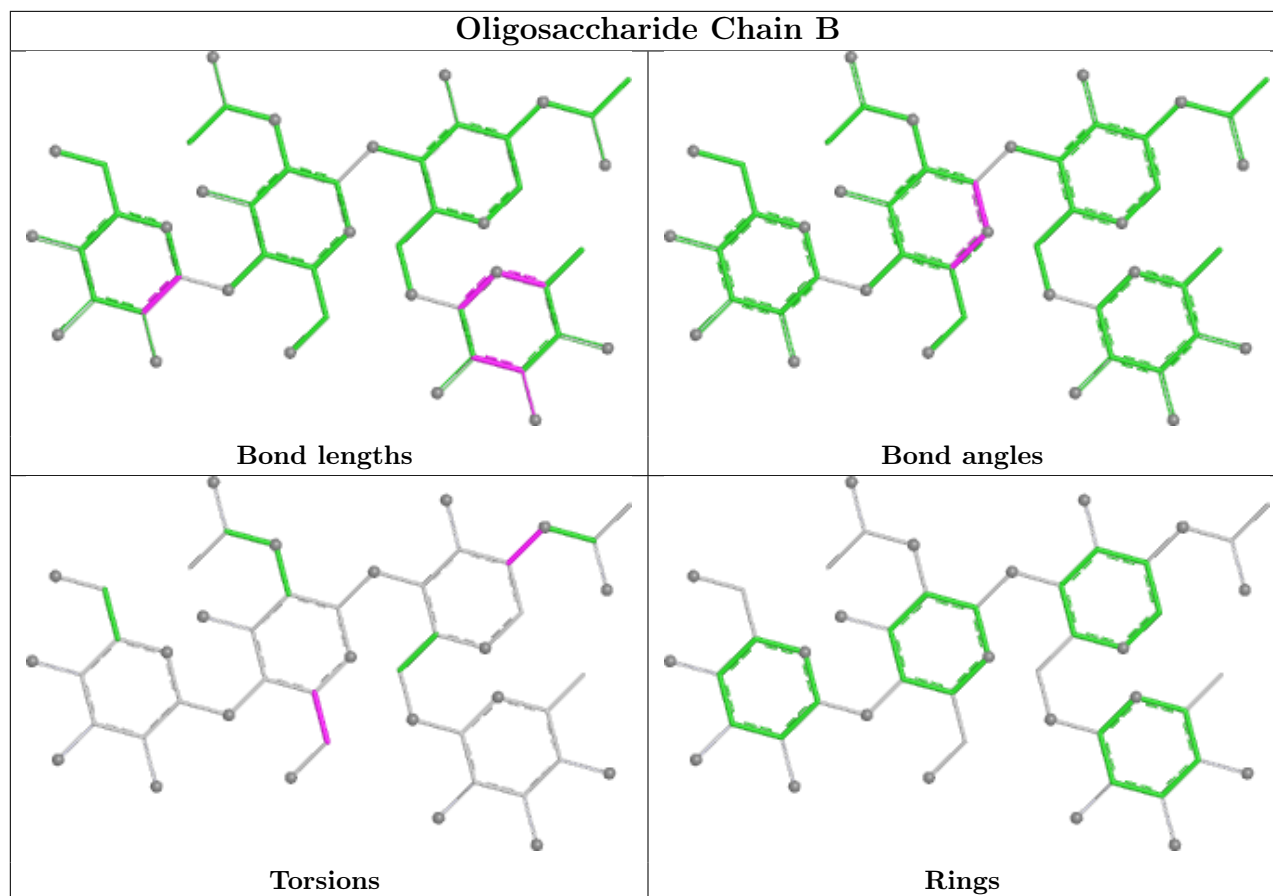 Oligosaccharide Chain B
Bond lengths
Bond angles
Torsions
Rings